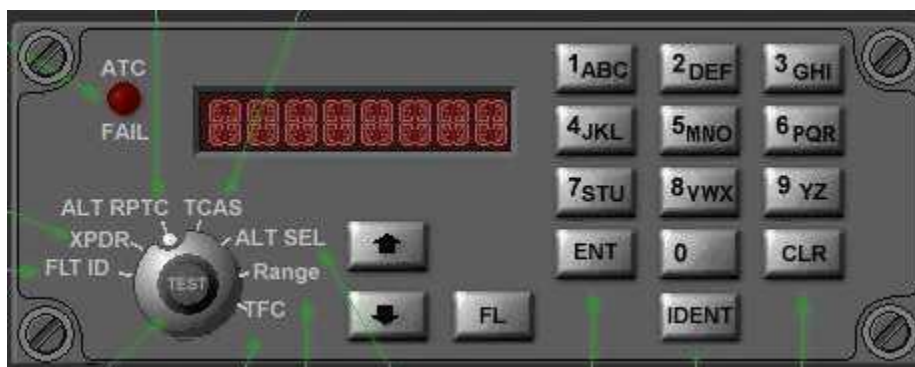 ATC
FAIL
ALT RPTC TCAS
XPDR
ALT SEL
FLT ID
Range
TEST
TFC
FL
1ABC 2DEF 3GHI
4JKL 5MNO 6PQR
7STU 8VWX 9YZ
ENT 0 CLR
IDENT